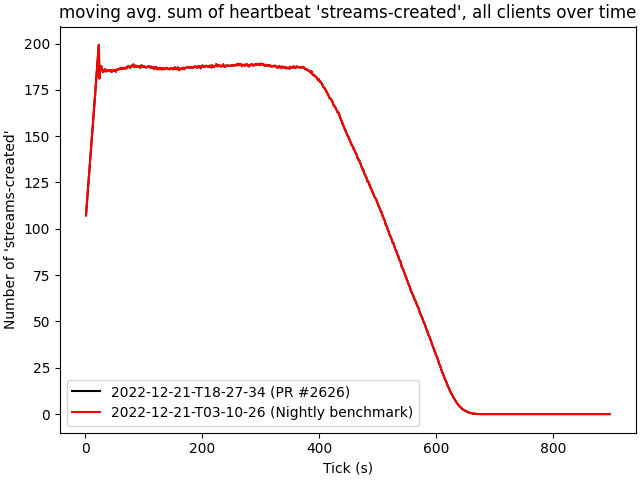 moving avg. sum of heartbeat 'streams-created', all clients over time
Number of 'streams-created'
200
175
150
125
100
75
50
25
0
0 200 400 600 800
Tick (s)
2022-12-21-T18-27-34 (PR #2626)
2022-12-21-T03-10-26 (Nightly benchmark)